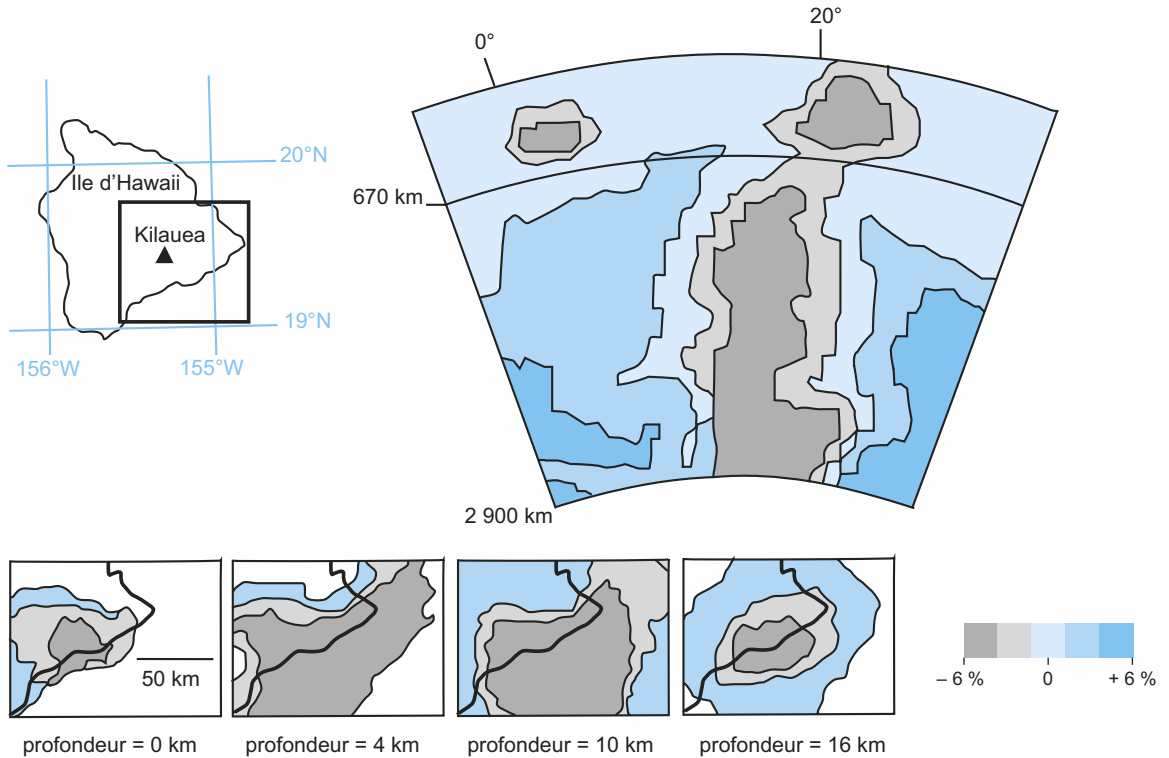 0°
20°
20°N
Ile d'Hawaii
Kilauea
19°N
156°W
155°W
670 km
2 900 km
50 km
– 6 %
0
+ 6 %
profondeur = 0 km
profondeur = 4 km
profondeur = 10 km
profondeur = 16 km